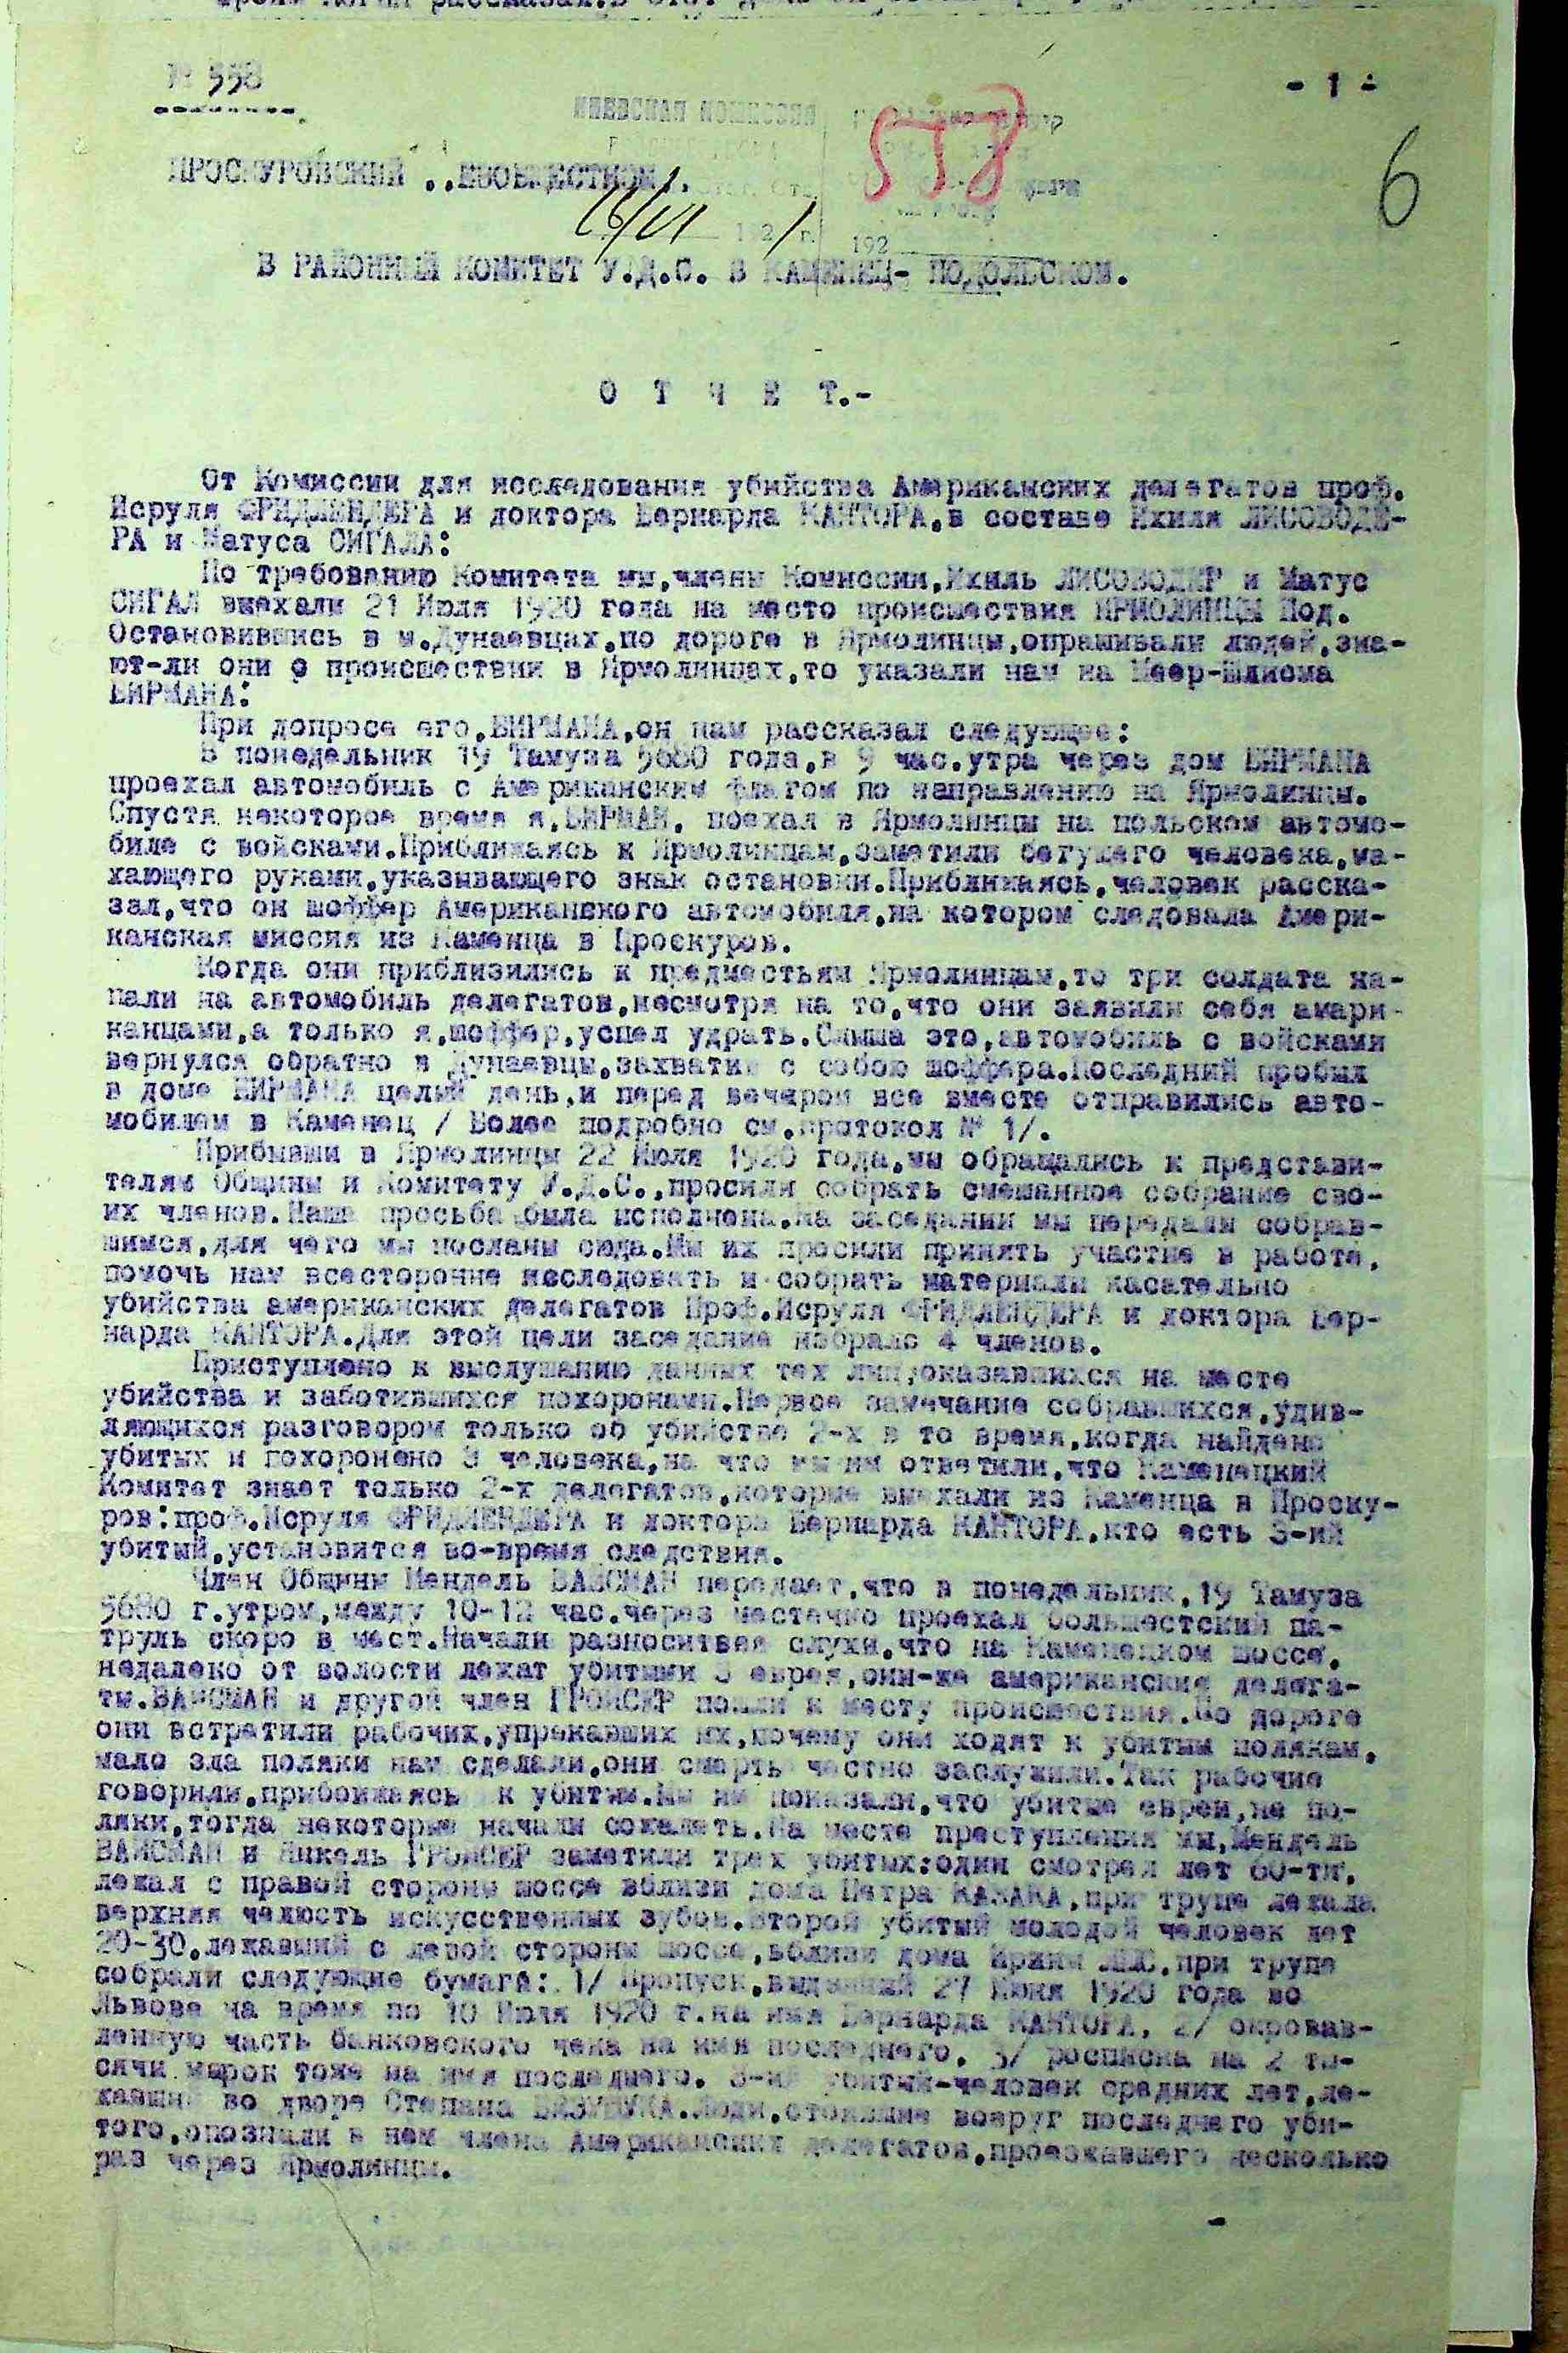 № 558
- 1 -
КИЕВСКАЯ КОМИССИЯ
558
6
ПРОСКУРОВСКИЙ ..ЕВОБЩЕСТКОМ..
26/VI 1921 г.
192
В РАЙОННЫЙ КОМИТЕТ У.Д.С. В КАМЕНЕЦ- ПОДОЛЬСКОМ.
О Т Ч Е Т.-
От Комиссии для исследования убийства Американских делегатов проф.
Исруля ФРИДЛЕНДЕРА и доктора Бернарда КАНТОРА,в составе Ихиля ЛИСОВОДЕ-
РА и Матуса СИГАЛА:
По требованию Комитета мы,члены Комиссии,Ихиль ЛИСОВОДЕР и Матус
СИГАЛ выехали 21 Июля 1920 года на место происшествия ЯРМОЛИНЦЫ Под.
Остановившись в м.Дунаевцах,по дороге в Ярмолинцы,опрашивали людей,зна-
ют-ли они о происшествии в Ярмолинцах,то указали нам на Меер-Шлиома
БИРМАНА:
При допросе его,БИРМАНА,он нам рассказал следующее:
В понедельник 19 Тамуза 5680 года,в 9 час.утра через дом БИРМАНА
проехал автомобиль с Американским флагом по направлению на Ярмолинцы.
Спустя некоторое время я,БИРМАН, поехал в Ярмолинцы на польском автомо-
биле с войсками.Приближаясь к Ярмолинцам,заметили бегущего человека,ма-
хающего руками,указывающего знак остановки.Приближаясь,человек расска-
зал,что он шоффер Американского автомобиля,на котором следовала Амери-
канская миссия из Каменца в Проскуров.
Когда они приблизились к предместьям Ярмолинцам,то три солдата на-
пали на автомобиль делегатов,несмотря на то,что они заявили себя амари-
канцами,а только я,шоффер,успел удрать.Слыша это,автомобиль с войсками
вернулся обратно в Дунаевцы,захватив с собою шоффера.Последний пробыл
в доме БИРМАНА целый день,и перед вечером все вместе отправились авто-
мобилем в Каменец / Более подробно см.протокол № 1/.
Прибывши в Ярмолинцы 22 Июля 1920 года,мы обращались к представи-
телям Общины и Комитету У.Д.С.,просили собрать смешанное собрание сво-
их членов.Наша просьба была исполнена.На заседании мы передали собрав-
шимся,для чего мы посланы сюда.Мы их просили принять участие в работе,
помочь нам всесторонне исследовать и собрать материали касательно
убийства американских делегатов Проф.Исруля ФРИДЛЕНДЕРА и доктора Бер-
нарда КАНТОРА.Для этой цели заседание избрало 4 членов.
Приступлено к выслушанию данных тех лиц,оказавшихся на месте
убийства и заботившихся похоронами.Первое замечание собравшихся,удив-
ляющихся разговором только об убийстве 2-х в то время,когда найдено
убитых и похоронено 3 человека,на что мы им ответили,что Каменецкий
Комитет знает только 2-х делегатов,которые выехали из Каменца в Проску-
ров:проф.Исруля ФРИДЛЕНДЕРА и доктора Бернарда КАНТОРА,кто есть 3-ий
убитый,установится во-время следствия.
Член Общины Мендель ВАЙСМАН передает,что в понедельник,19 Тамуза
5680 г.утром,между 10-12 час.через местечко проехал большестский па-
труль скоро в мест.Начали разноситвея слухи,что на Каменецком шоссе,
недалеко от волости лежат убитыми 3 еврея,они-же американские делега-
ты.ВАЙСМАН и другой член ГРОЙСЕР пошли к месту происшествия.По дороге
они встретили рабочих,упрекавших их,почему они ходят к убитым полякам,
мало зла поляки нам сделали,они смерть честно заслужили.Так рабочие
говорили,прибоижаясь к убитым.Мы им показали,что убитые евреи,не по-
ляки,тогда некоторые начали сожалеть.На месте преступления мы,Мендель
ВАЙСМАН и Янкель ГРОЙСЕР заметили трех убитых:один смотрел лет 60-ти,
лежал с правой стороне шоссе вблизи дома Петра КАЗАКА,при трупе лежала
верхняя челюсть искусственных зубов.Второй убитый молодой человек лет
20-30,лежавший с левой стороны шоссе,вблизи дома при трупе
собрали следующие бумага: 1/ Пропуск,выданный 27 Июня 1920 года во
Львове на время по 10 Июля 1920 г.на имя Бернарда КАНТОРА, 2/ окровав-
ленную часть банковского чека на имя последнего, 3/ росписка на 2 ты-
сячи марок тоже на имя последнего. 3-ий убитый-человек средних лет,ле-
жавший во дворе Степана Люди,стоявшие вокруг последнего уби-
того,опознали в нем члена Американских делегатов,проезжавшего несколько
раз через Ярмолинцы.